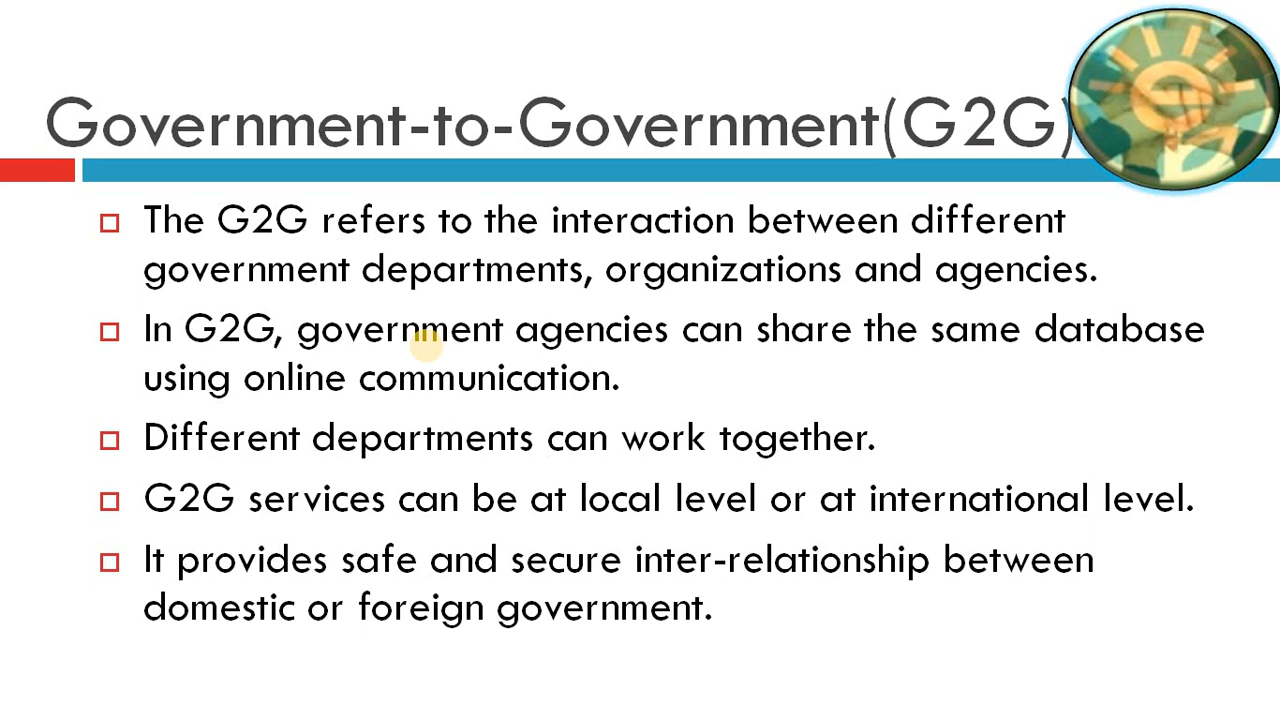 Government-to-Government(G2G)
The G2G refers to the interaction between different
government departments, organizations and agencies.
In G2G, government agencies can share the same database
using online communication.
Different departments can work together.
G2G services can be at local level or at international level.
It provides safe and secure inter-relationship between
domestic or foreign government.